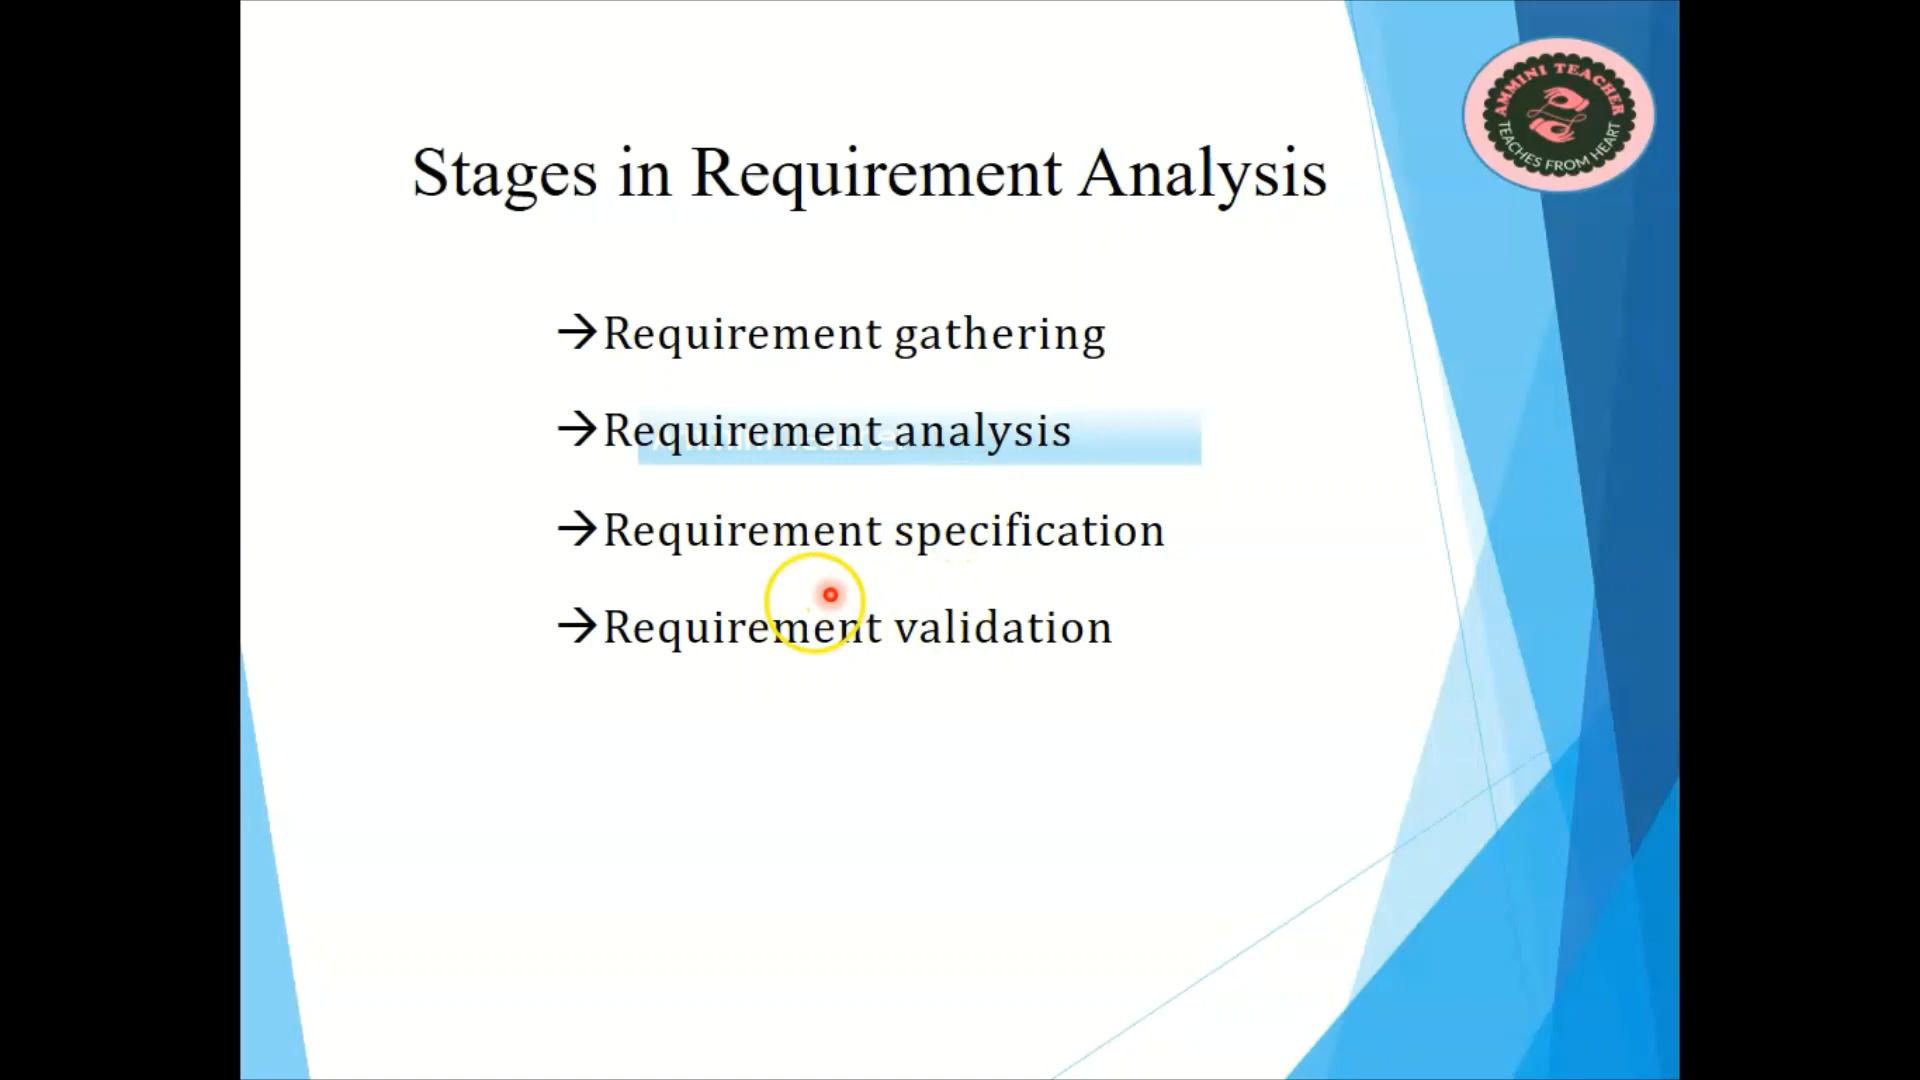 AMMINI TEACHER
TEACHES FROM HEART
Stages in Requirement Analysis
→Requirement gathering
→Requirement analysis
→Requirement specification
→Requirement validation